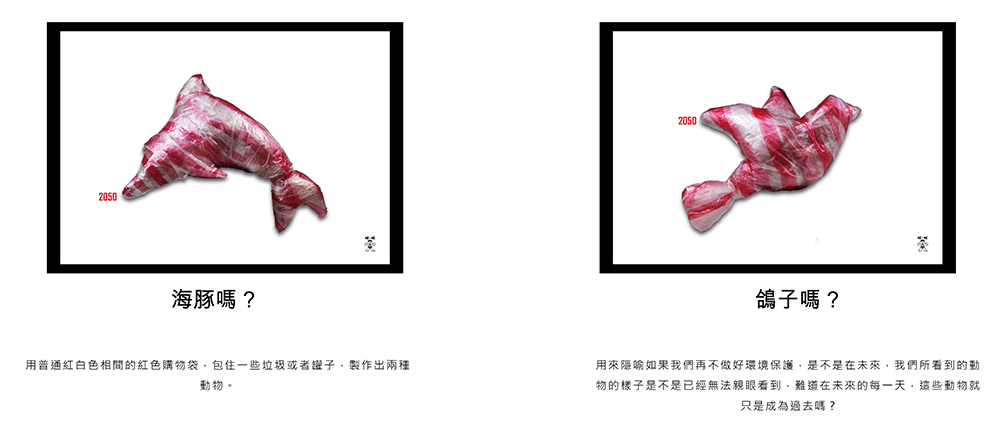 2050
海豚嗎？
用普通紅白色相間的紅色購物袋，包住一些垃圾或者罐子，製作出兩種
動物。
2050
鴿子嗎？
用來隱喻如果我們再不做好環境保護，是不是在未來，我們所看到的動
物的樣子是不是已經無法親眼看到，難道在未來的每一天，這些動物就
只是成為過去嗎？